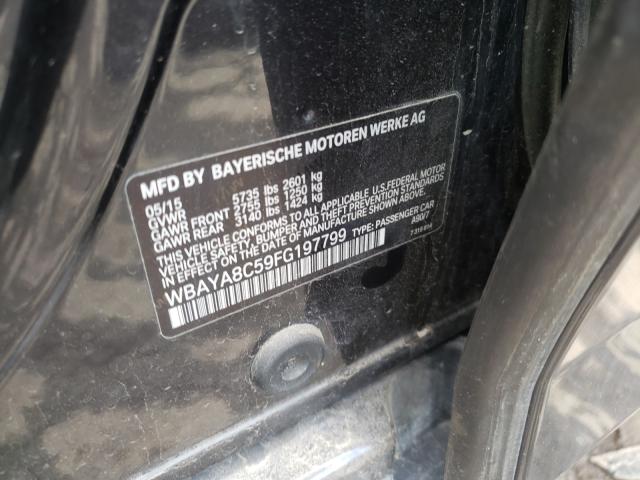 MFD BY BAYERISCHE MOTOREN WERKE AG
05/15
GVWR 5735 lbs 2601 kg
GAWR FRONT 2755 lbs 1250 kg
GAWR REAR 3140 lbs 1424 kg
THIS VEHICLE CONFORMS TO ALL APPLICABLE U.S. FEDERAL MOTOR
VEHICLE SAFETY, BUMPER, AND THEFT PREVENTION STANDARDS
IN EFFECT ON THE DATE OF MANUFACTURE SHOWN ABOVE.
WBAYA8C59FG197799 TYPE: PASSENGER CAR
A90/7